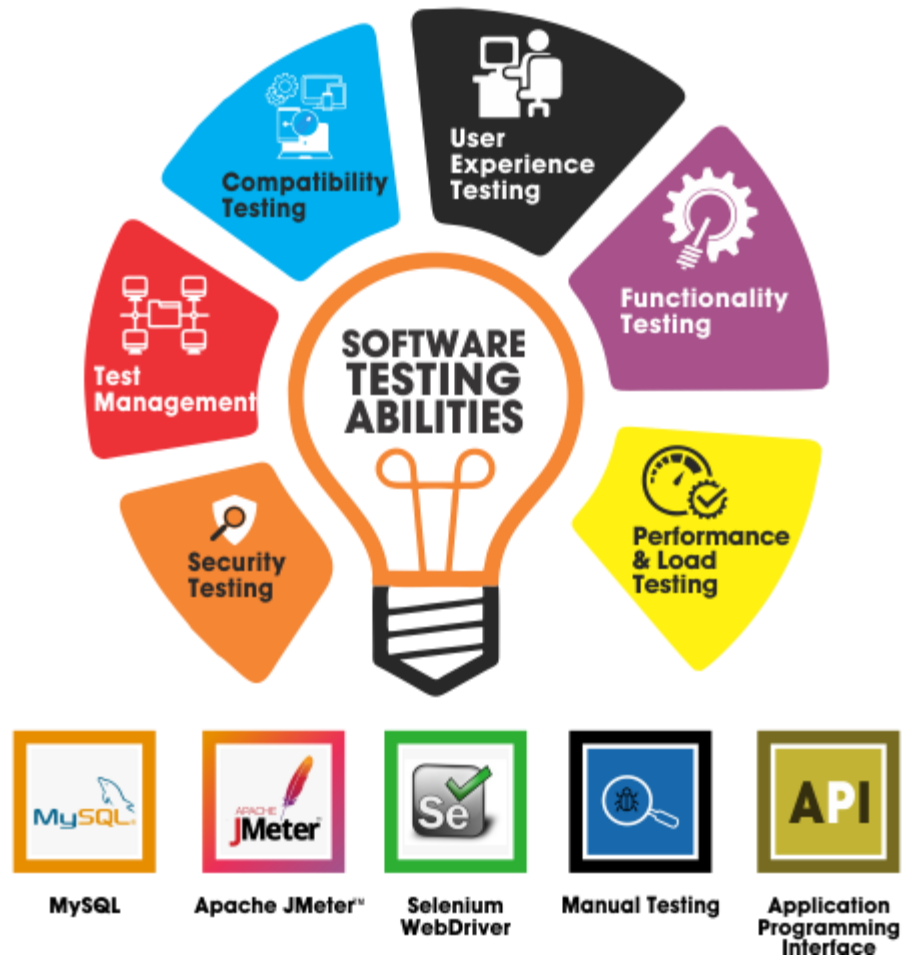 User
Experience
Testing
Compatibility
Testing
Functionality
Testing
SOFTWARE
TESTING
ABILITIES
Test
Management
Performance
& Load
Testing
Security
Testing
MySQL®
APACHE
JMeter™
Se
API
MySQL
Apache JMeter™
Selenium
WebDriver
Manual Testing
Application
Programming
Interface